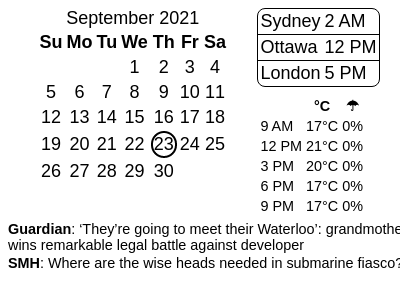 September 2021
Su Mo Tu We Th Fr Sa
1 2 3 4
5 6 7 8 9 10 11
12 13 14 15 16 17 18
19 20 21 22 23 24 25
26 27 28 29 30
Sydney 2 AM
Ottawa 12 PM
London 5 PM
°C ☂
9 AM 17°C 0%
12 PM 21°C 0%
3 PM 20°C 0%
6 PM 17°C 0%
9 PM 17°C 0%
Guardian: ‘They’re going to meet their Waterloo’: grandmothe
wins remarkable legal battle against developer
SMH: Where are the wise heads needed in submarine fiasco?